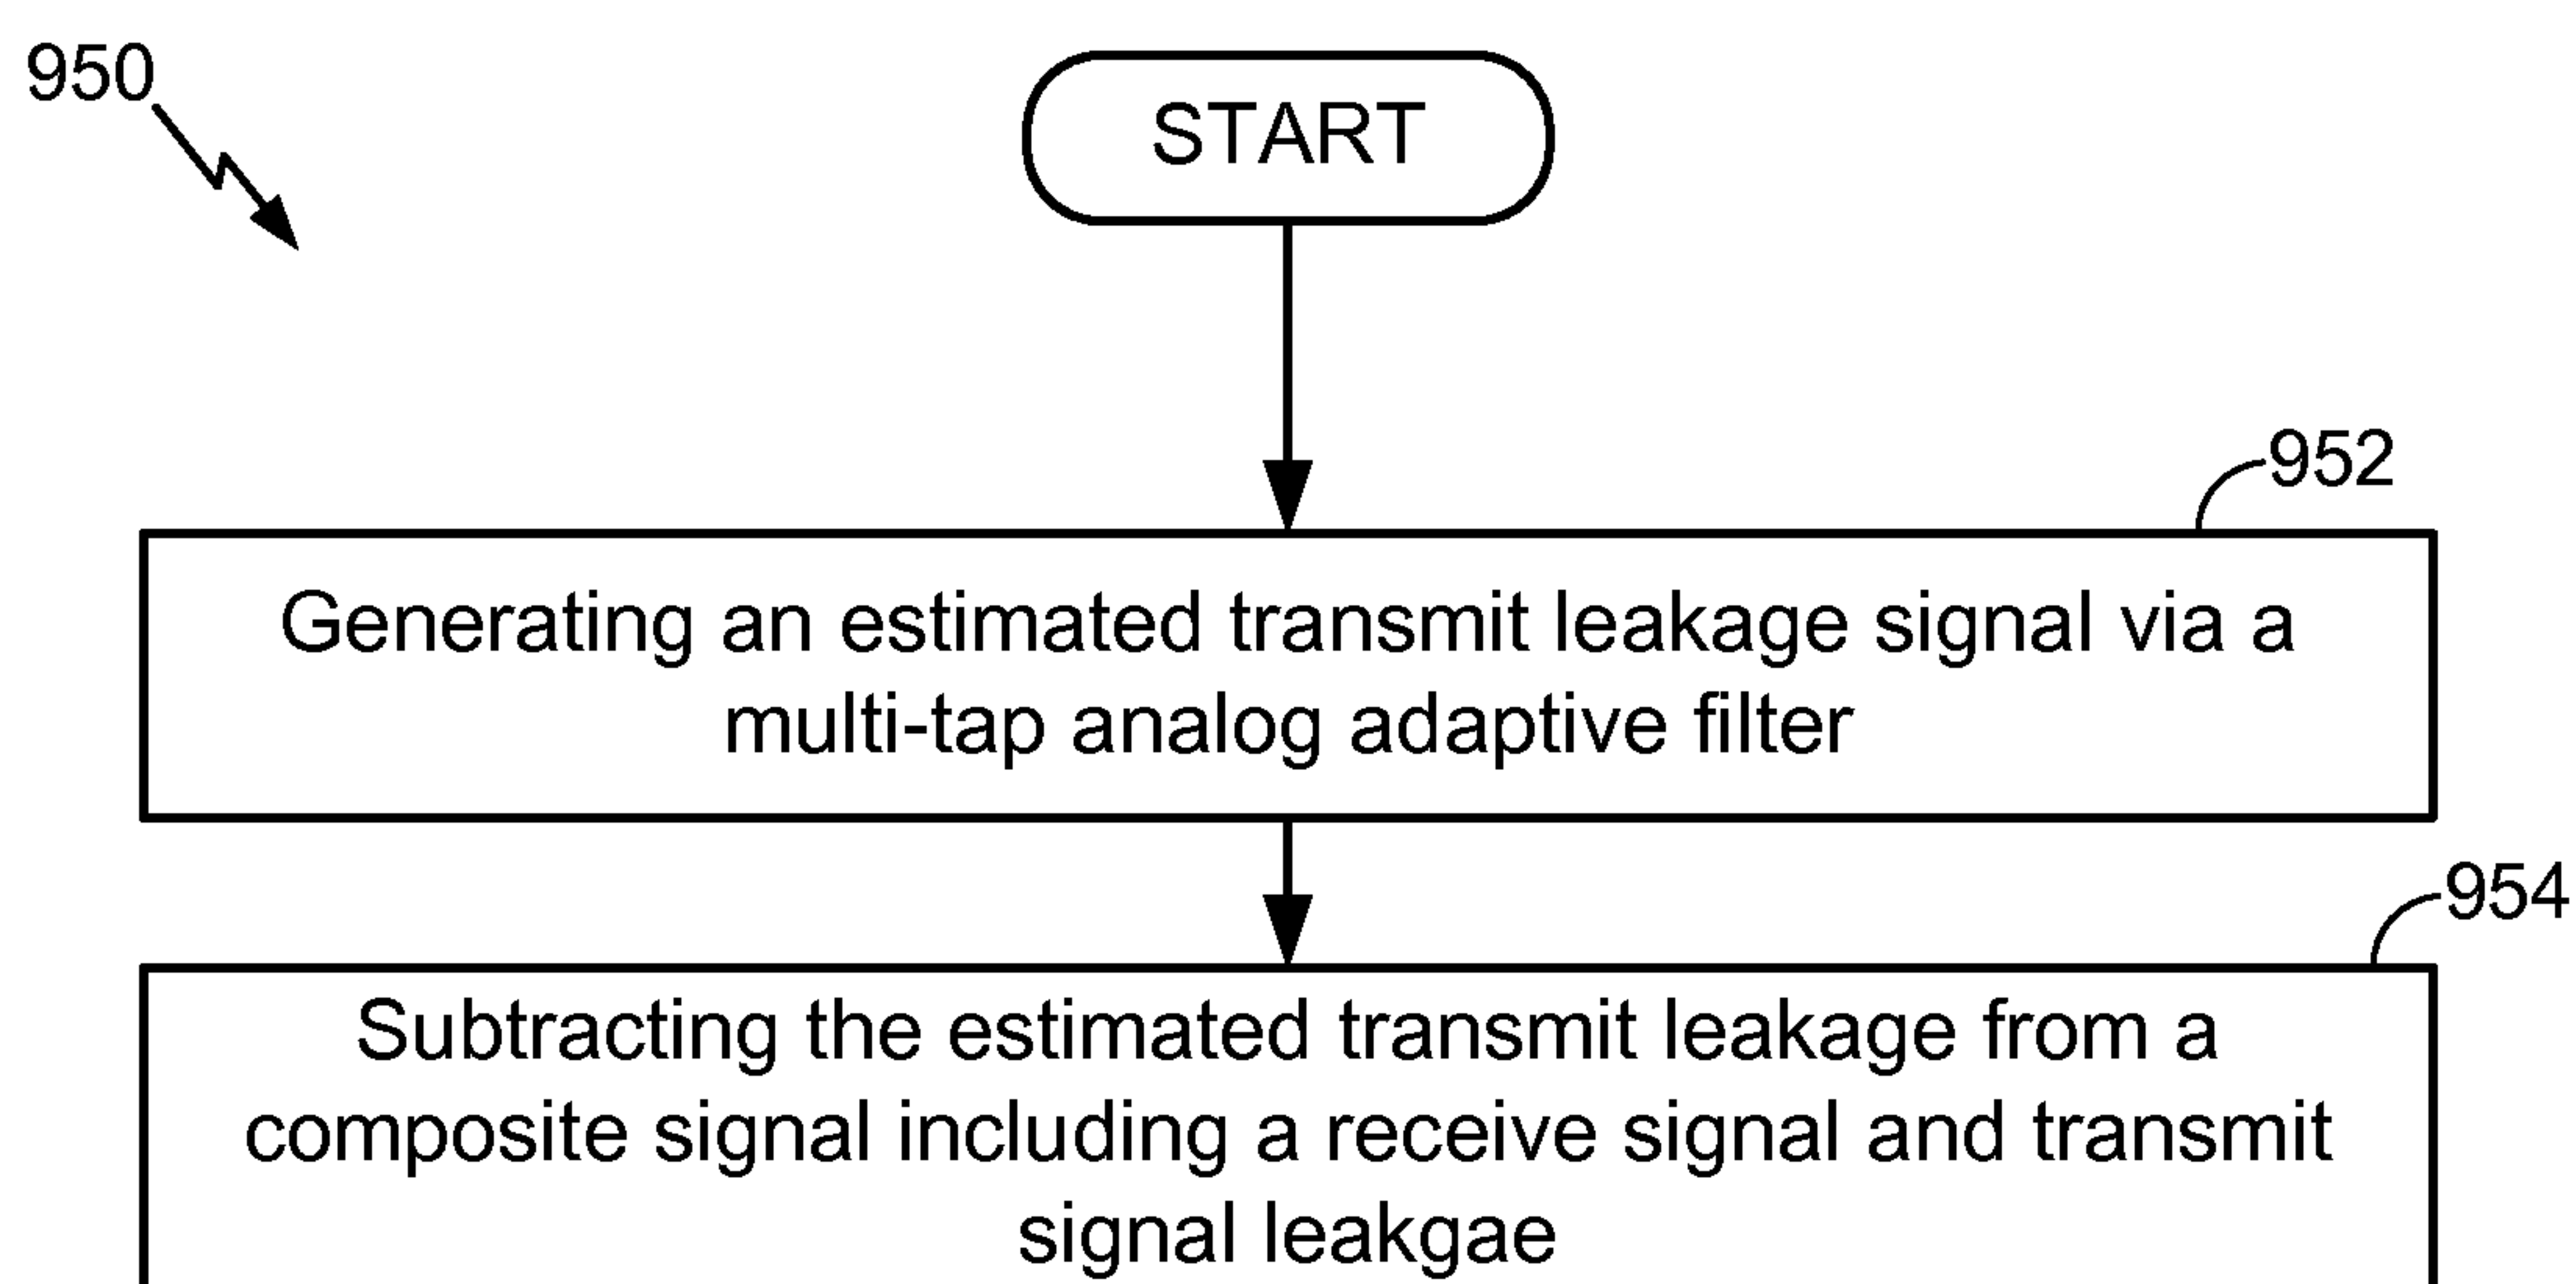 950
START
952
Generating an estimated transmit leakage signal via a
multi-tap analog adaptive filter
954
Subtracting the estimated transmit leakage from a
composite signal including a receive signal and transmit
signal leakgae